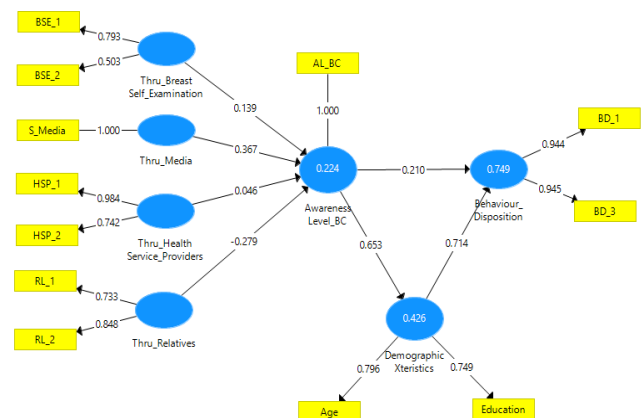 BSE_1
0.793
BSE_2
0.503
Thru_Breast
Self_Examination
AL_BC
1.000
0.139
S_Media
1.000
Thru_Media
0.367
HSP_1
0.984
HSP_2
0.742
Thru_Health
Service_Providers
0.046
RL_1
0.733
RL_2
0.848
Thru_Relatives
-0.279
0.224
Awareness
Level_BC
0.210
0.653
0.749
Behaviour_
Disposition
BD_1
0.944
BD_3
0.945
0.714
0.426
Demographic
Xteristics
0.796
0.749
Age
Education